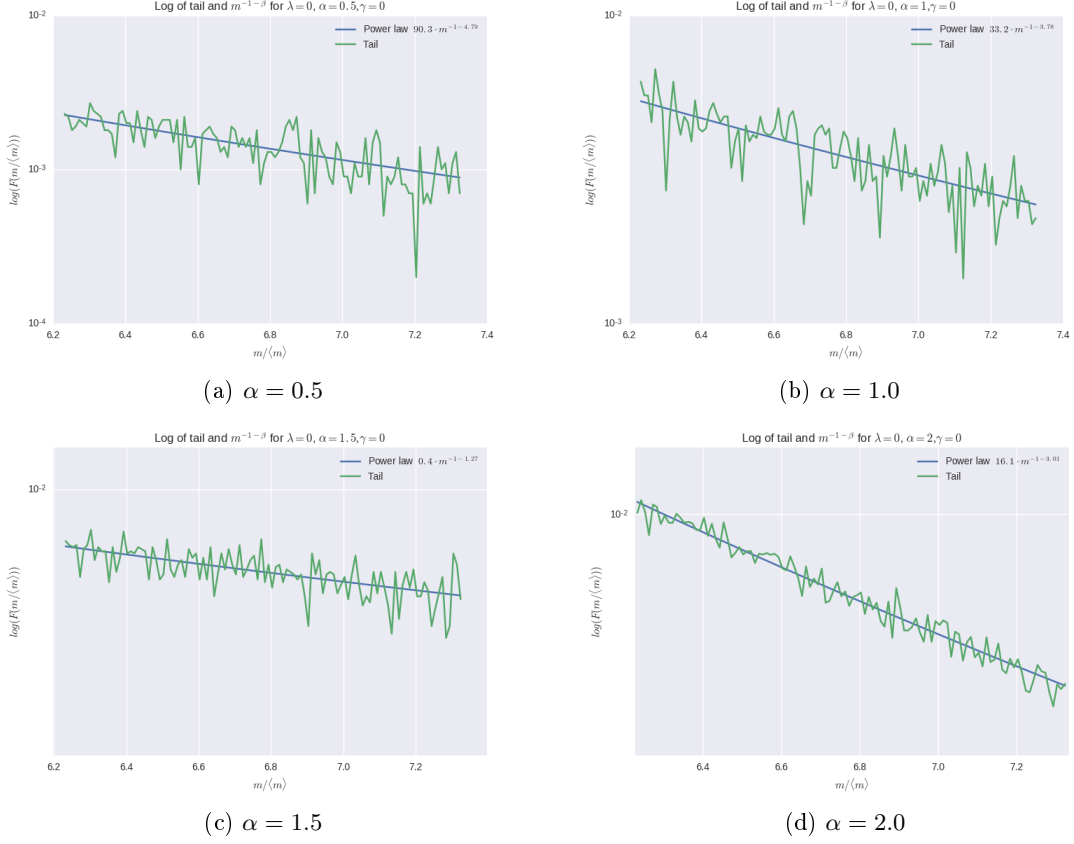 Log of tail and m^{-1-β} for λ=0, α=0.5,γ=0
10^{-2}
Power law 90.3·m^{-1-4.79}
Tail
log(F(m/⟨m⟩))
10^{-3}
10^{-4}
6.2 6.4 6.6 6.8 7.0 7.2 7.4
m/⟨m⟩
(a) α = 0.5
Log of tail and m^{-1-β} for λ=0, α=1,γ=0
10^{-2}
Power law 33.2·m^{-1-3.78}
Tail
log(F(m/⟨m⟩))
10^{-3}
6.2 6.4 6.6 6.8 7.0 7.2 7.4
m/⟨m⟩
(b) α = 1.0
Log of tail and m^{-1-β} for λ=0, α=1.5,γ=0
Power law 0.4·m^{-1-1.27}
Tail
10^{-2}
log(F(m/⟨m⟩))
6.2 6.4 6.6 6.8 7.0 7.2
m/⟨m⟩
(c) α = 1.5
Log of tail and m^{-1-β} for λ=0, α=2,γ=0
Power law 16.1·m^{-1-3.01}
Tail
10^{-2}
log(F(m/⟨m⟩))
6.4 6.6 6.8 7.0 7.2
m/⟨m⟩
(d) α = 2.0